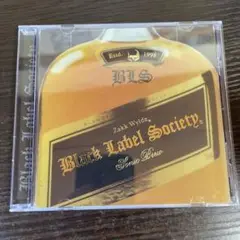 Estd. 1998
BLS
Zakk Wylde
Black Label Society®
Sonic Brew
Black Label Society